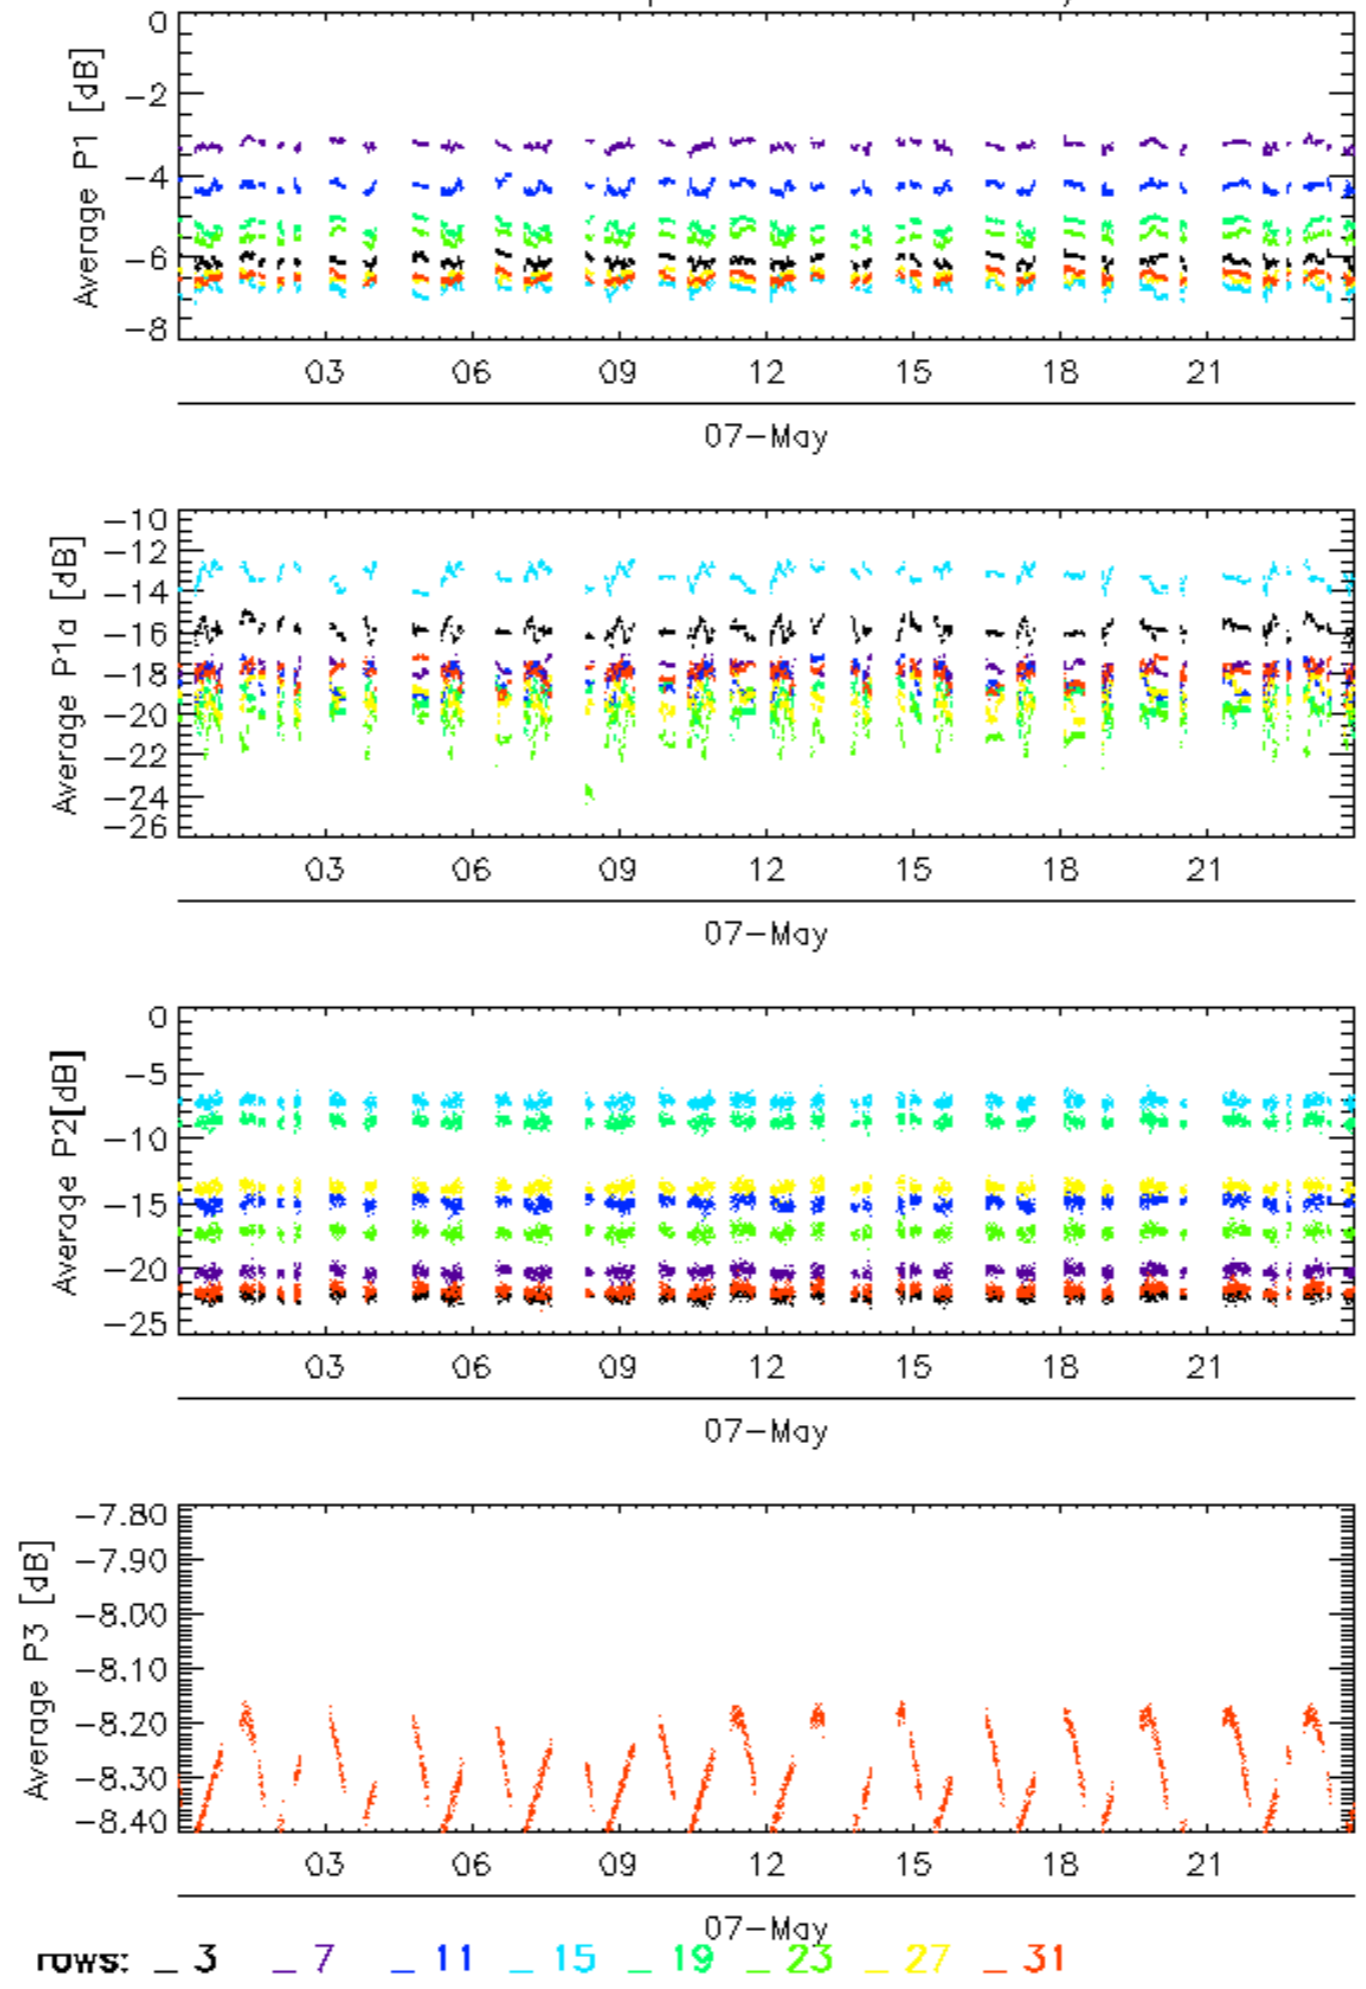 0
-2
-4
-6
-8
Average P1 [dB]
03 06 09 12 15 18 21
07-May
-10
-12
-14
-16
-18
-20
-22
-24
-26
Average P1a [dB]
03 06 09 12 15 18 21
07-May
0
-5
-10
-15
-20
-25
Average P2[dB]
03 06 09 12 15 18 21
07-May
-7.80
-7.90
-8.00
-8.10
-8.20
-8.30
-8.40
Average P3 [dB]
03 06 09 12 15 18 21
07-May
rows: _ 3 _ 7 _ 11 _ 15 _ 19 _ 23 _ 27 _ 31